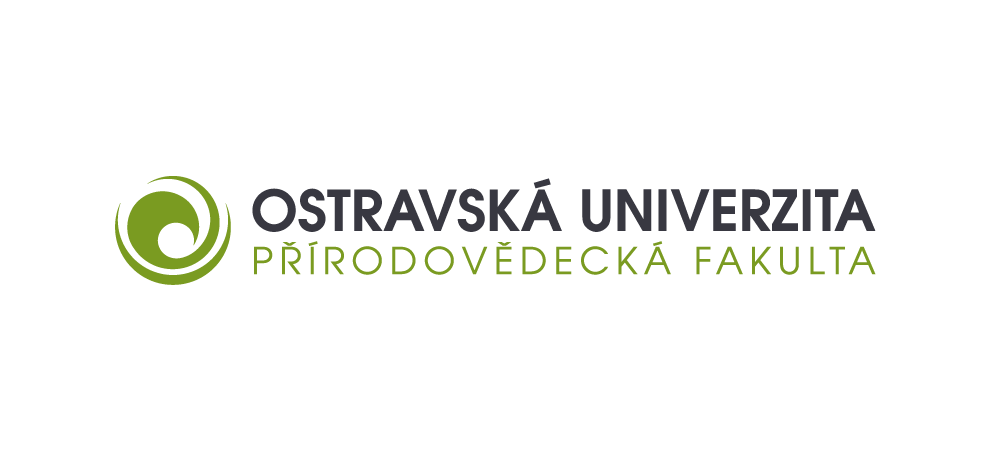 OSTRAVSKÁ UNIVERZITA
PŘÍRODOVĚDECKÁ FAKULTA